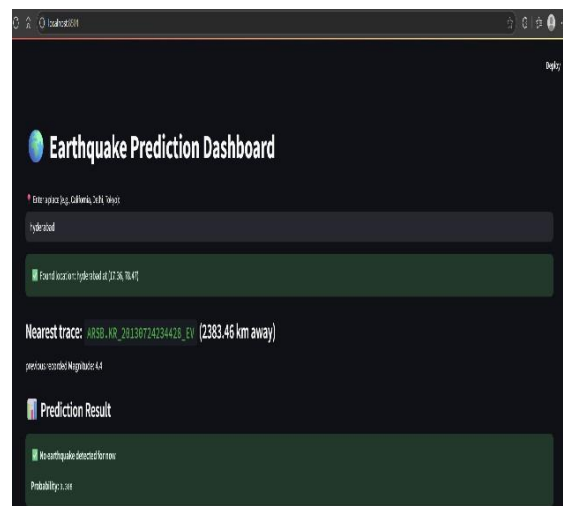 localhost:8501
Deploy
Earthquake Prediction Dashboard
Enter a place (e.g., California, Delhi, Tokyo):
hyderabad
Found location: hyderabad at (17.36, 78.47)
Nearest trace: ARSB.KR_20130724234428_EV (2383.46 km away)
previous recorded Magnitude: 4.4
Prediction Result
No earthquake detected for now
Probability: